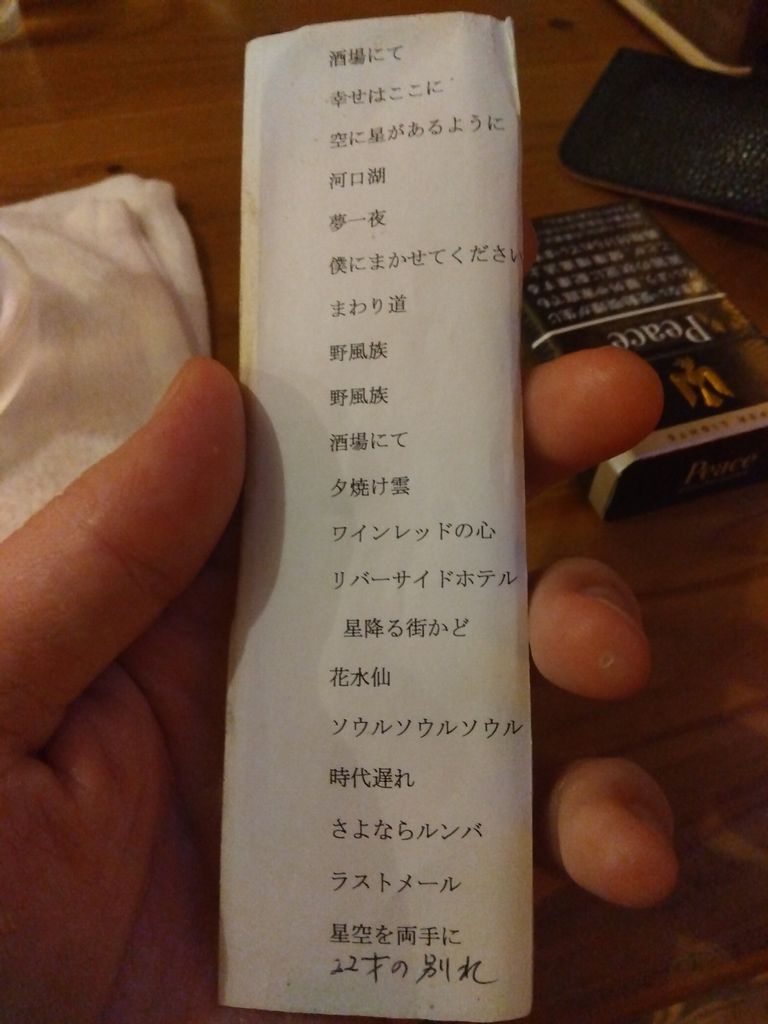 酒場にて
幸せはここに
空に星があるように
河口湖
夢一夜
僕にまかせてください
まわり道
野風族
野風族
酒場にて
夕焼け雲
ワインレッドの心
リバーサイドホテル
星降る街かど
花水仙
ソウルソウルソウル
時代遅れ
さよならルンバ
ラストメール
星空を両手に
22才の別れ
Peace
Peace